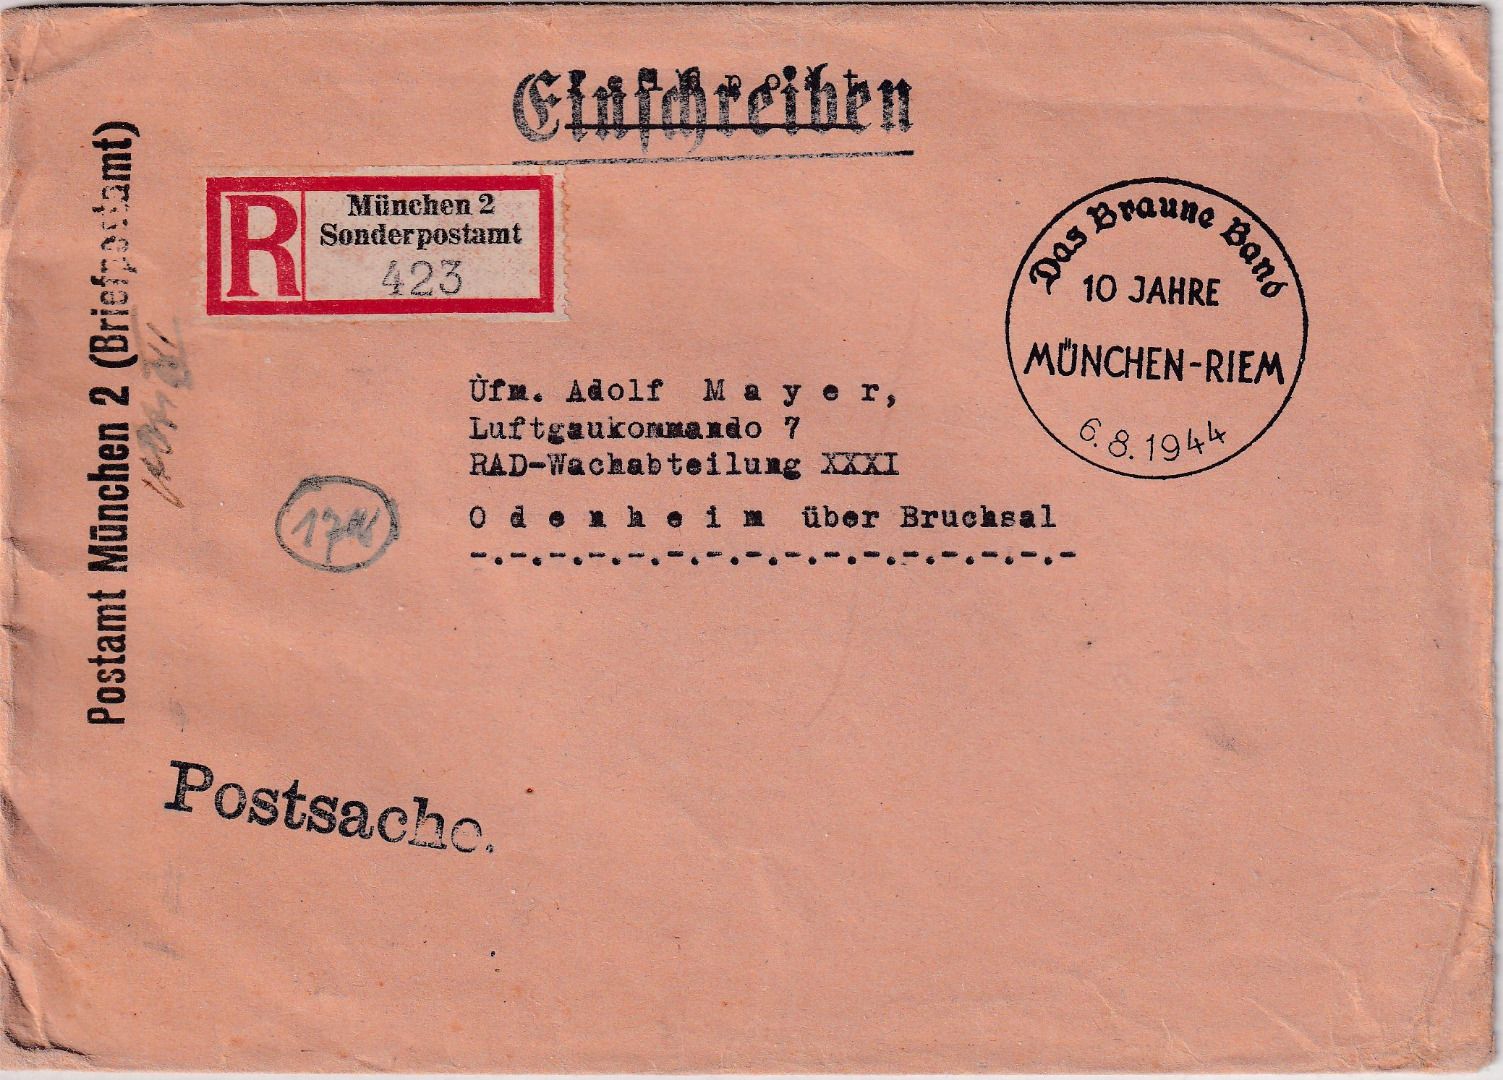 Einschreiben
R
München 2
Sonderpostamt
423
Postamt München 2 (Briefpostamt)
Das Braune Band
10 JAHRE
MÜNCHEN-RIEM
6.8.1944
Ùfm. Adolf Mayer,
Luftgaukommando 7
RAD-Wachabteilung XXXI
Odenheim über Bruchsal
Postsache.